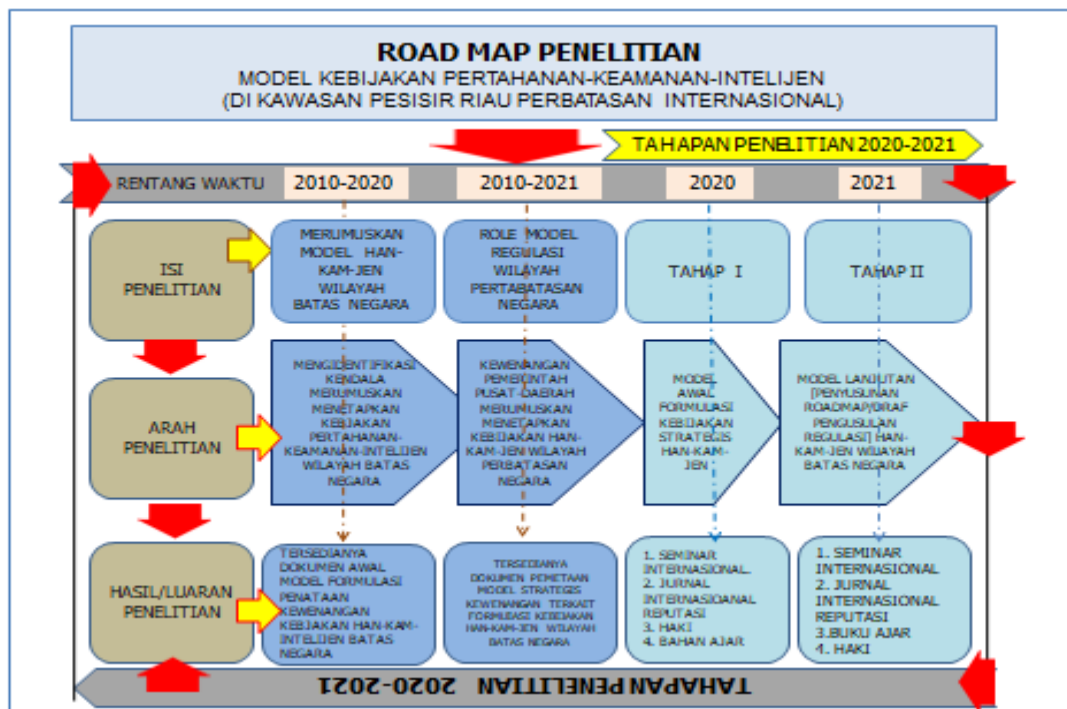 ROAD MAP PENELITIAN
MODEL KEBIJAKAN PERTAHANAN-KEAMANAN-INTELIJEN
(DI KAWASAN PESISIR RIAU PERBATASAN INTERNASIONAL)
TAHAPAN PENELITIAN 2020-2021
RENTANG WAKTU
2010-2020
2010-2021
2020
2021
ISI
PENELITIAN
MERUMUSKAN
MODEL HAN-
KAM-JEN
WILAYAH
BATAS NEGARA
ROLE MODEL
REGULASI
WILAYAH
PERTABATASAN
NEGARA
TAHAP I
TAHAP II
ARAH
PENELITIAN
MENGIDENTIFIKASI
KENDALA
MERUMUSKAN
MENETAPKAN
KEBIJAKAN
PERTAHANAN-
KEAMANAN-INTELIJEN
WILAYAH BATAS
NEGARA
KEWENANGAN
PEMERINTAH
PUSAT-DAERAH
MERUMUSKAN
MENETAPKAN
KEBIJAKAN HAN-
KAM-JEN WILAYAH
PERBATASAN
NEGARA
MODEL
AWAL
FORMULASI
KEBIJAKAN
STRATEGIS
HAN-KAM-
JEN
MODEL LANJUTAN
[PENYUSUNAN
ROADMAP/DRAF
PENGUSULAN
REGULASI] HAN-
KAM-JEN WILAYAH
BATAS NEGARA
HASIL/LUARAN
PENELITIAN
TERSEDIANYA
DOKUMEN AWAL
MODEL FORMULASI
PENATAAN
KEWENANGAN
KEBIJAKAN HAN-KAM-
INTELIJEN BATAS
NEGARA
TERSEDIANYA
DOKUMEN PEMETAAN
MODEL STRATEGIS
KEWENANGAN TERKAIT
FORMULASI KEBIJAKAN
HAN-KAM-JEN WILAYAH
BATAS NEGARA
1. SEMINAR
INTERNASIONAL.
2. JURNAL
INTERNASIOANAL
REPUTASI
3. HAKI
4. BAHAN AJAR
1. SEMINAR
INTERNASIONAL
2. JURNAL
INTERNASIONAL
REPUTASI
3.BUKU AJAR
4. HAKI
TAHAPAN PENELITIAN 2020-2021